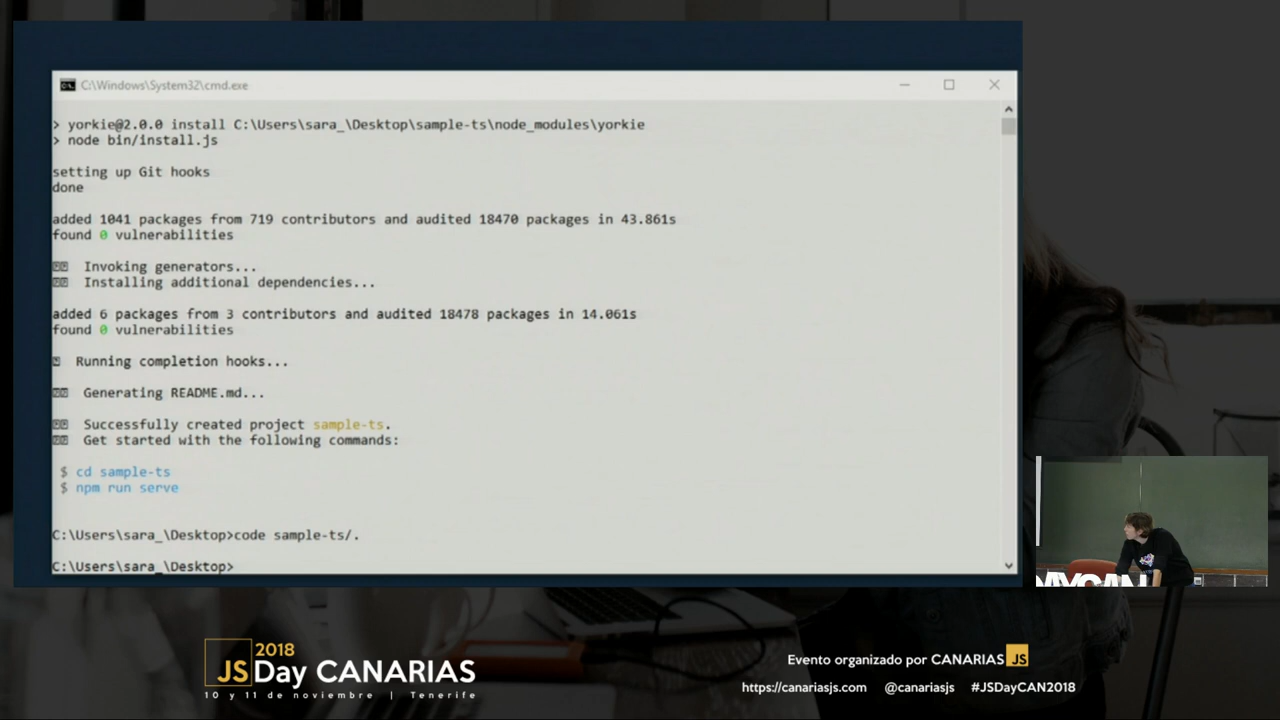 C:\Windows\System32\cmd.exe
> yorkie@2.0.0 install C:\Users\sara_\Desktop\sample-ts\node_modules\yorkie
> node bin/install.js
setting up Git hooks
done
added 1041 packages from 719 contributors and audited 18470 packages in 43.861s
found 0 vulnerabilities
Invoking generators...
Installing additional dependencies...
added 6 packages from 3 contributors and audited 18478 packages in 14.061s
found 0 vulnerabilities
Running completion hooks...
Generating README.md...
Successfully created project sample-ts.
Get started with the following commands:
$ cd sample-ts
$ npm run serve
C:\Users\sara_\Desktop>code sample-ts/.
C:\Users\sara_\Desktop>
2018
JSDay CANARIAS
10 y 11 de noviembre | Tenerife
Evento organizado por CANARIAS JS
https://canariasjs.com @canariasjs #JSDayCAN2018